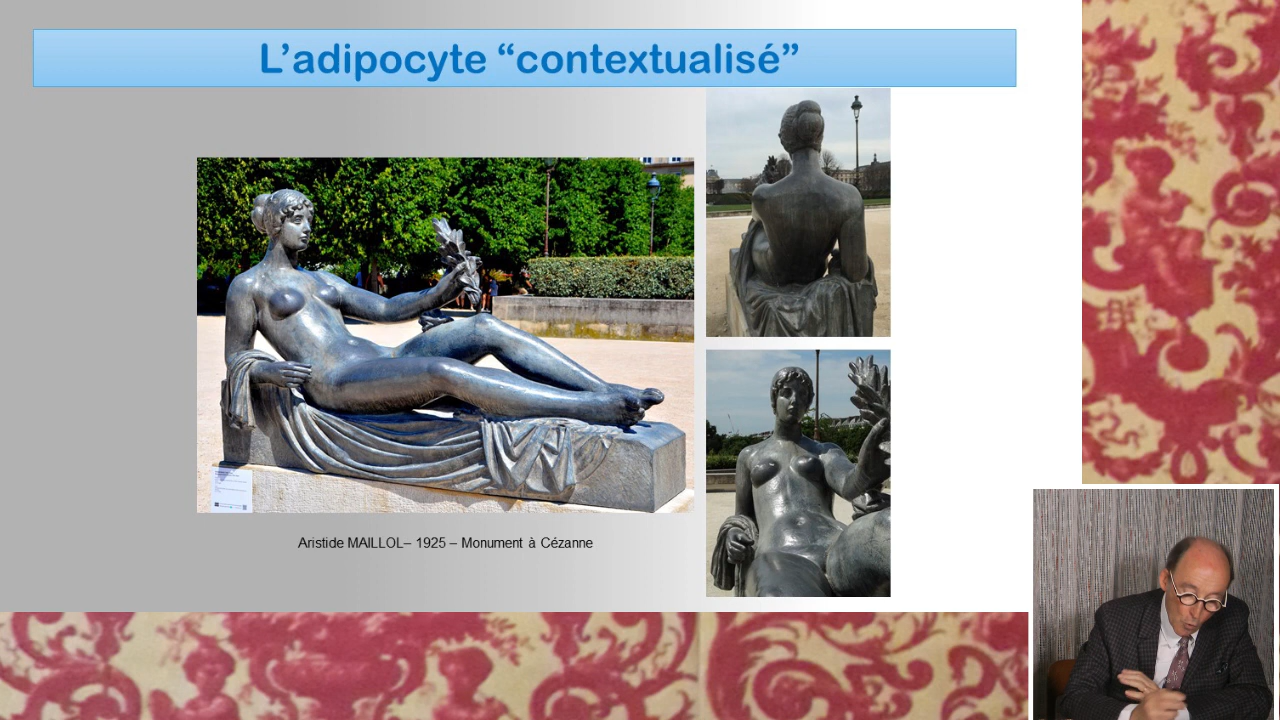 L’adipocyte “contextualisé”
Aristide MAILLOL– 1925 – Monument à Cézanne